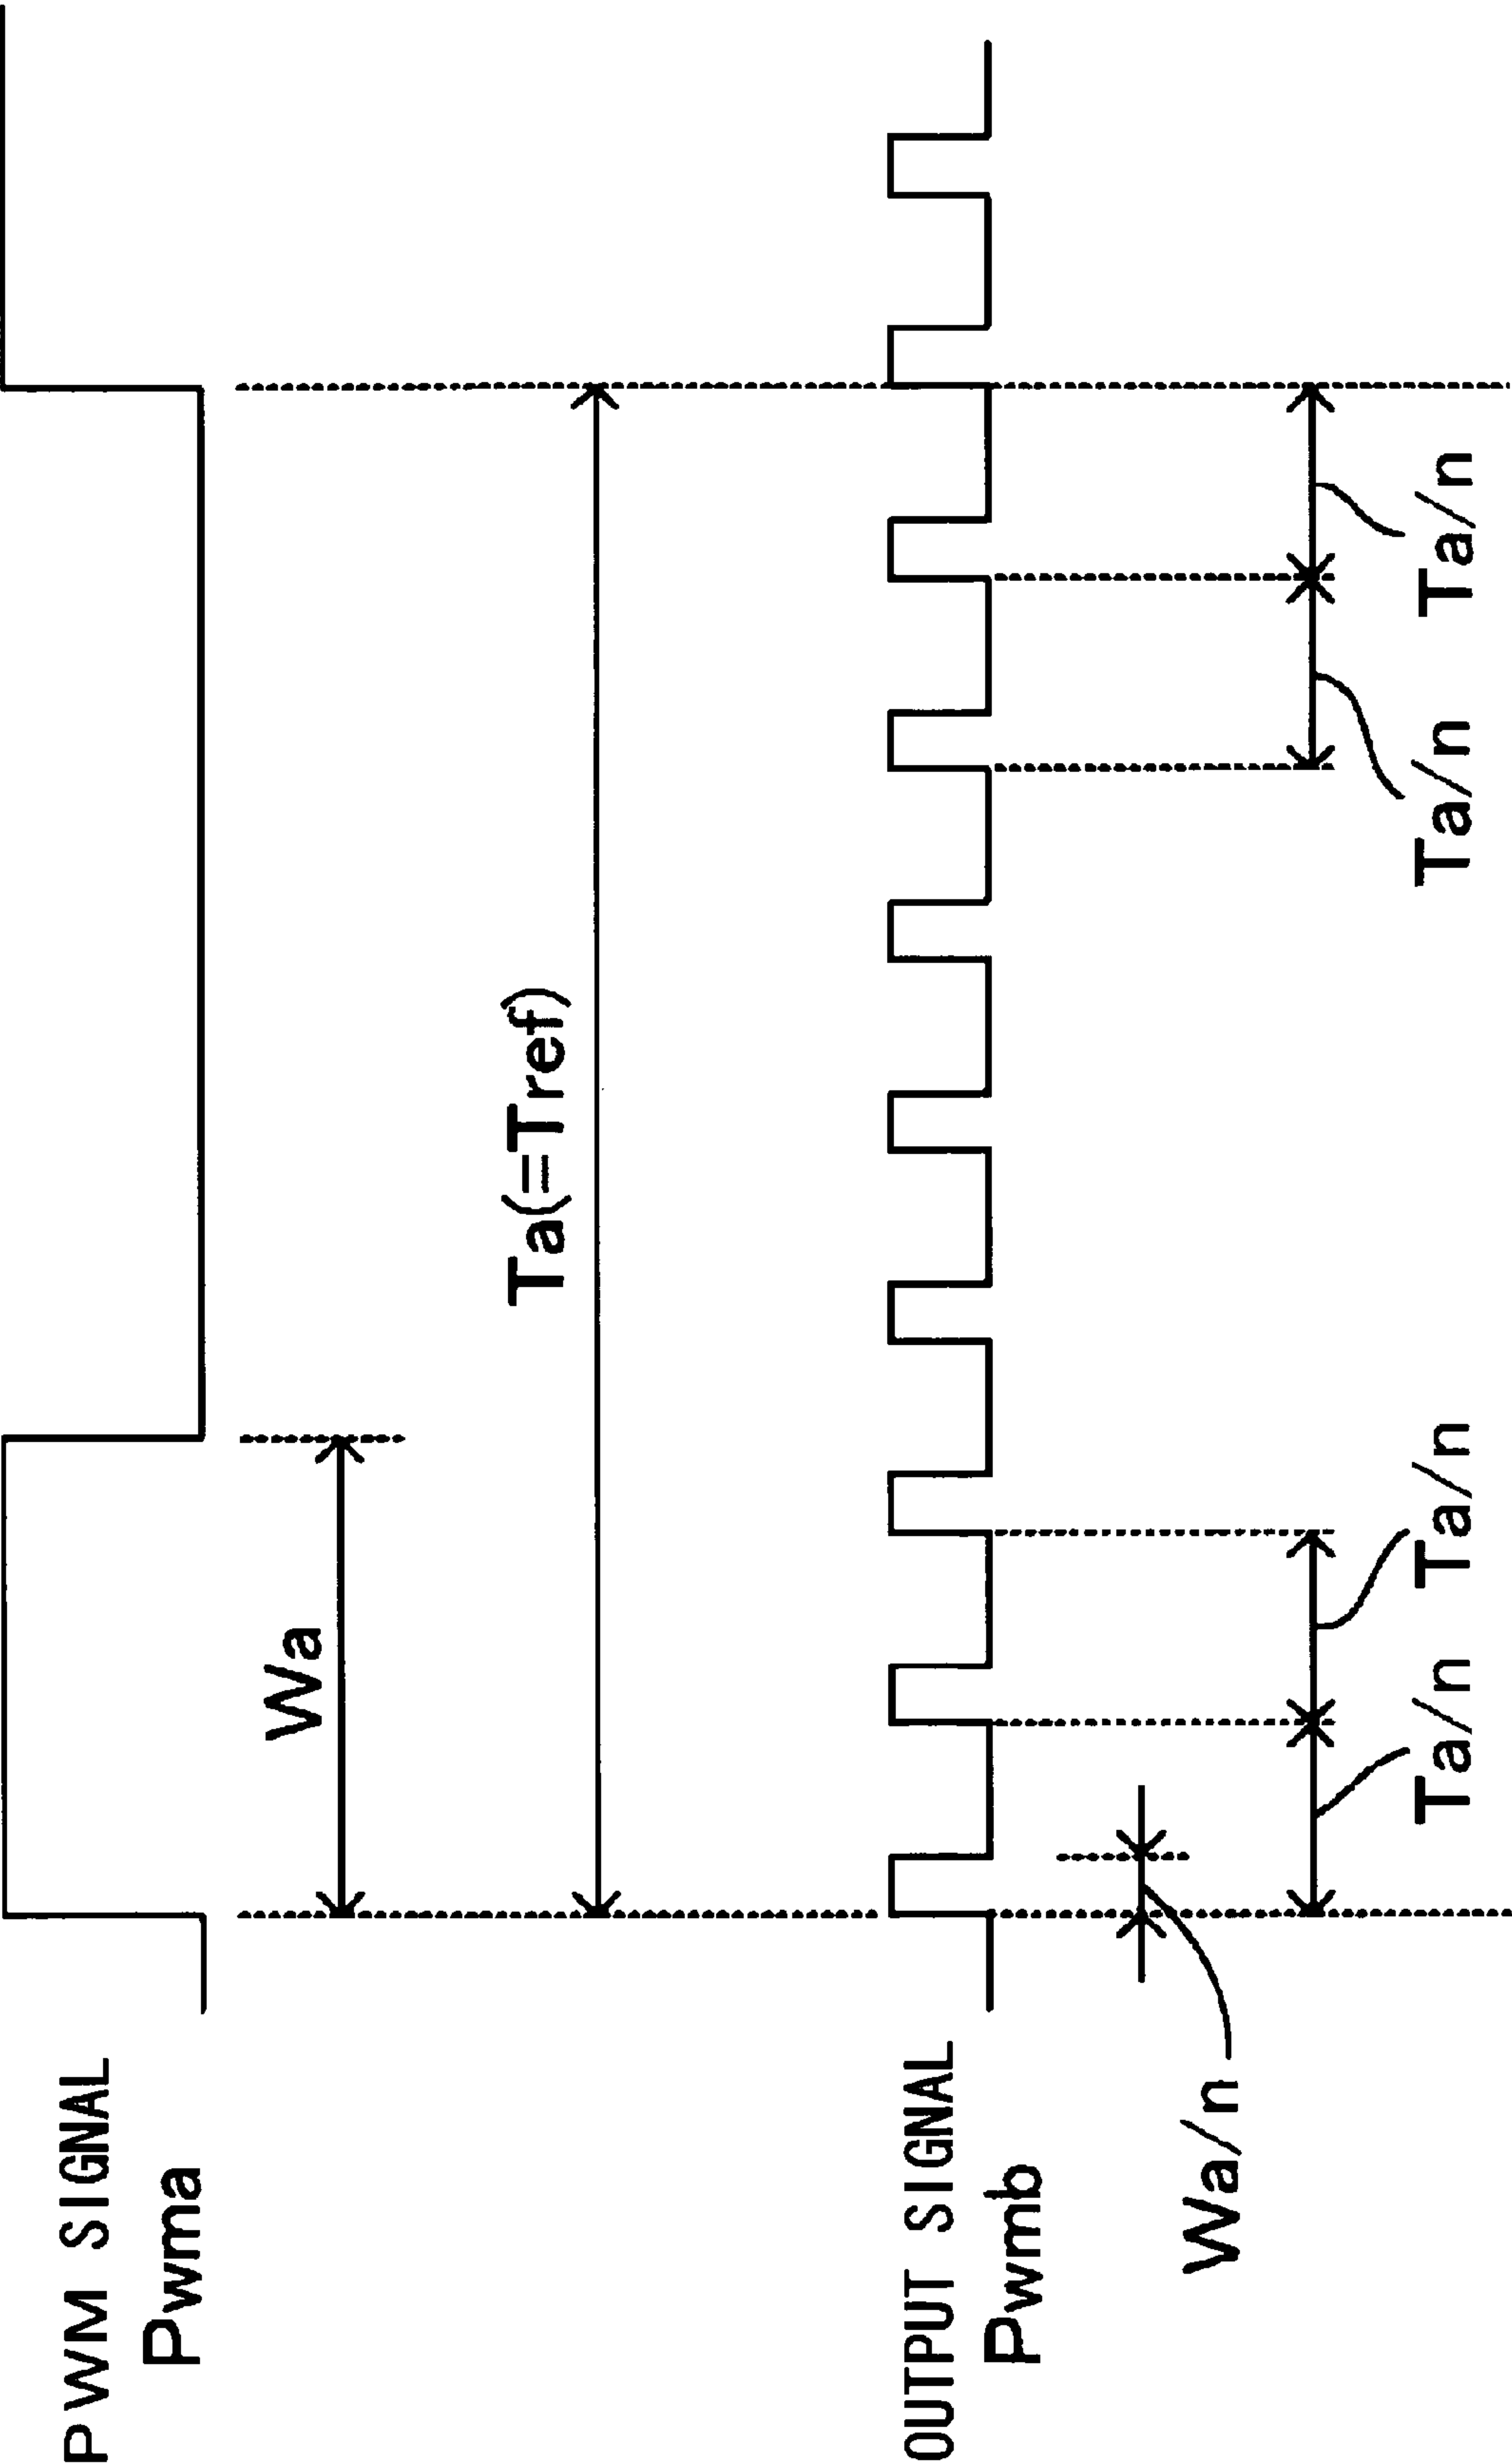 PWM SIGNAL
Pwma
Wa
Ta(=Tref)
OUTPUT SIGNAL
Pwmb
Wa/n
Ta/n
Ta/n
Ta/n
Ta/n